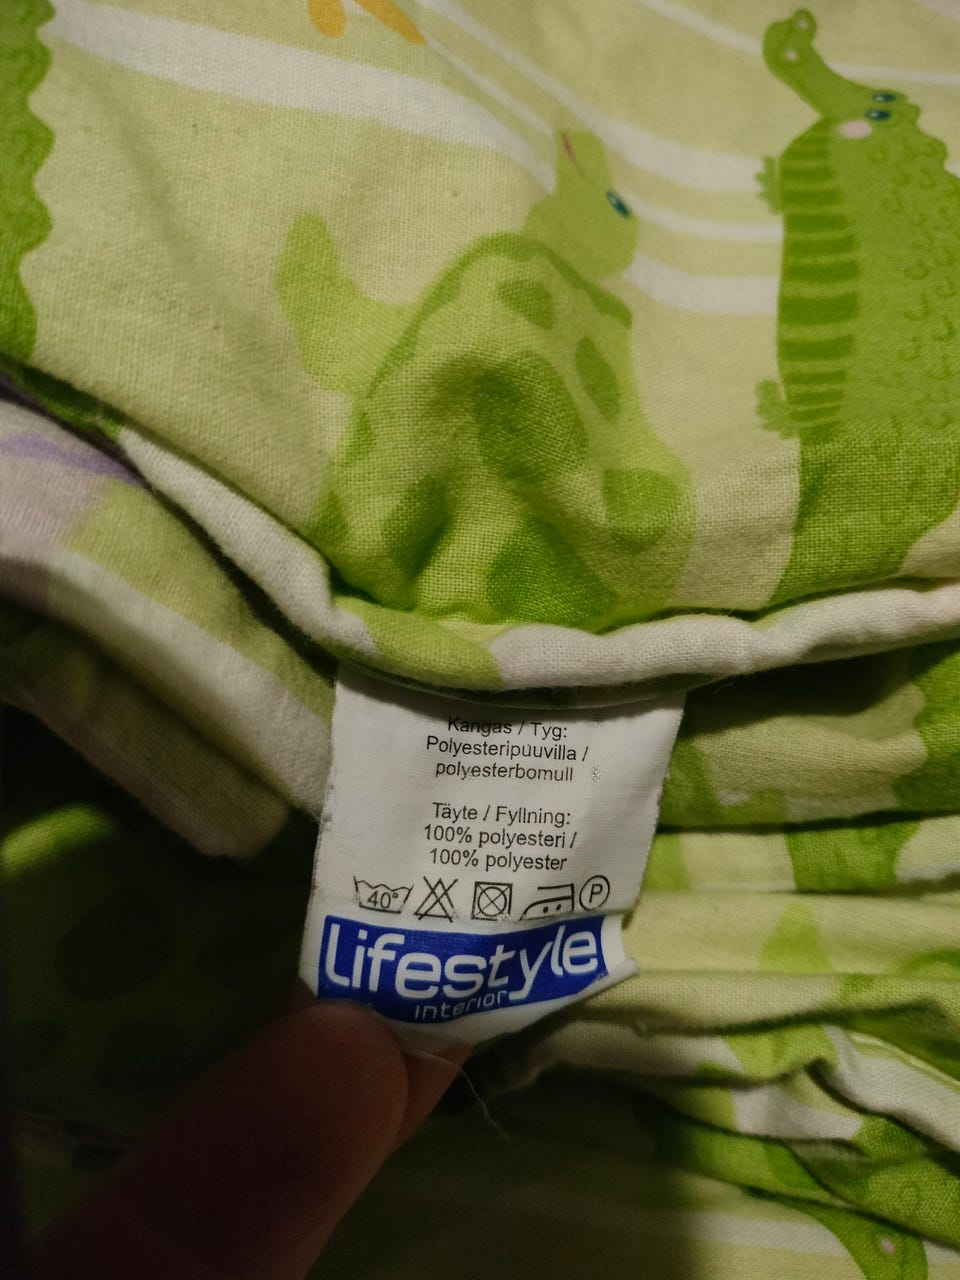 Kangas / Tyg:
Polyesteripuuvilla /
polyesterbomull
Täyte / Fyllning:
100% polyesteri /
100% polyester
40° P
Lifestyle
interior